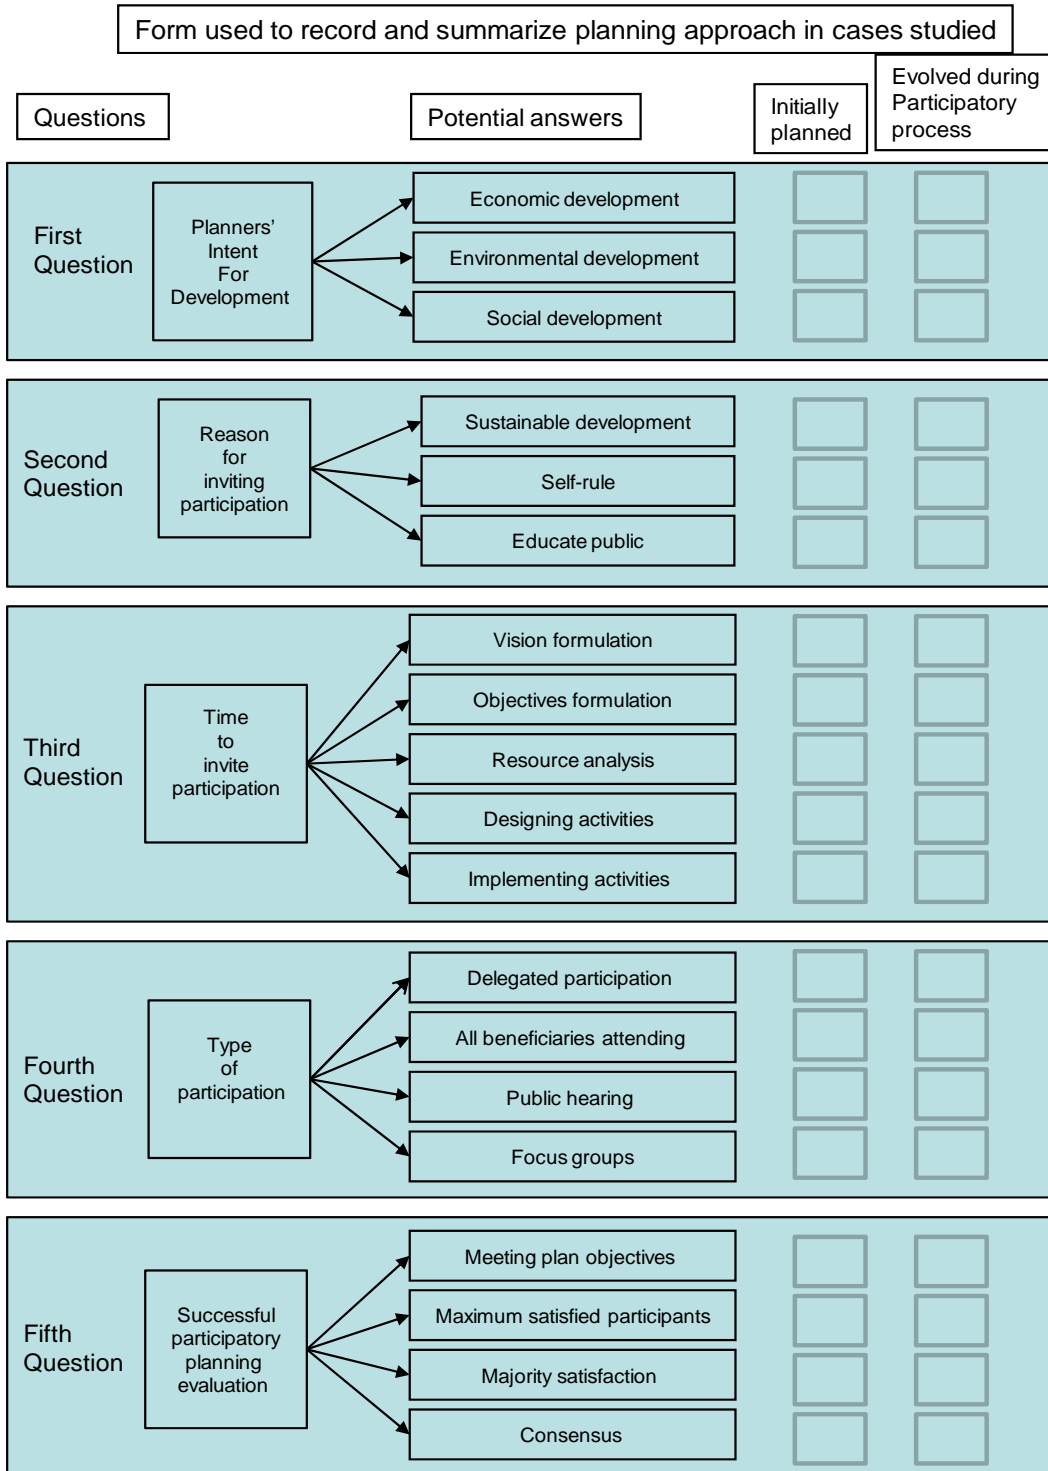 Form used to record and summarize planning approach in cases studied
Questions
Potential answers
Initially
planned
Evolved during
Participatory
process
First
Question
Planners’
Intent
For
Development
Economic development
Environmental development
Social development
Second
Question
Reason
for
inviting
participation
Sustainable development
Self-rule
Educate public
Third
Question
Time
to
invite
participation
Vision formulation
Objectives formulation
Resource analysis
Designing activities
Implementing activities
Fourth
Question
Type
of
participation
Delegated participation
All beneficiaries attending
Public hearing
Focus groups
Fifth
Question
Successful
participatory
planning
evaluation
Meeting plan objectives
Maximum satisfied participants
Majority satisfaction
Consensus